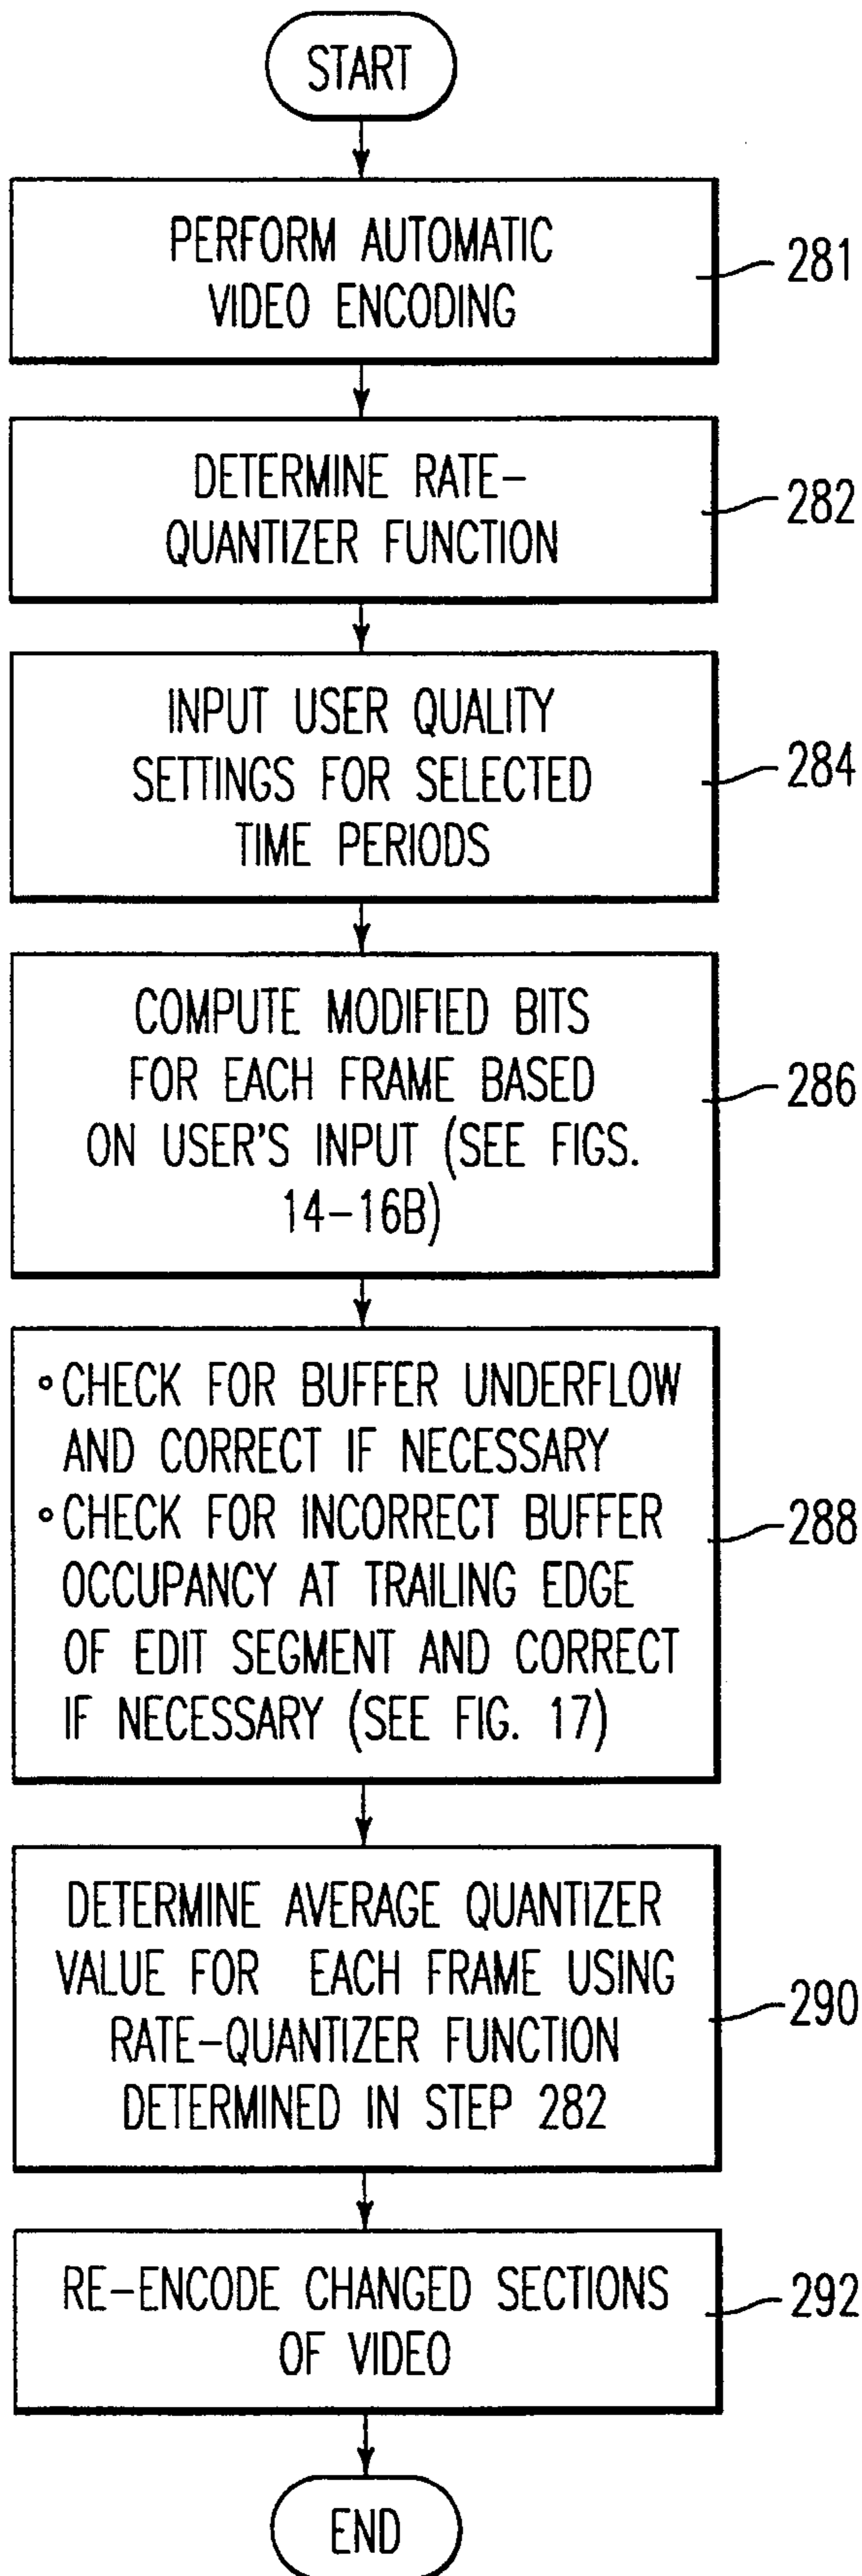 START
PERFORM AUTOMATIC
VIDEO ENCODING
281
DETERMINE RATE-
QUANTIZER FUNCTION
282
INPUT USER QUALITY
SETTINGS FOR SELECTED
TIME PERIODS
284
COMPUTE MODIFIED BITS
FOR EACH FRAME BASED
ON USER'S INPUT (SEE FIGS.
14-16B)
286
∘CHECK FOR BUFFER UNDERFLOW
AND CORRECT IF NECESSARY
∘CHECK FOR INCORRECT BUFFER
OCCUPANCY AT TRAILING EDGE
OF EDIT SEGMENT AND CORRECT
IF NECESSARY (SEE FIG. 17)
288
DETERMINE AVERAGE QUANTIZER
VALUE FOR EACH FRAME USING
RATE-QUANTIZER FUNCTION
DETERMINED IN STEP 282
290
RE-ENCODE CHANGED SECTIONS
OF VIDEO
292
END